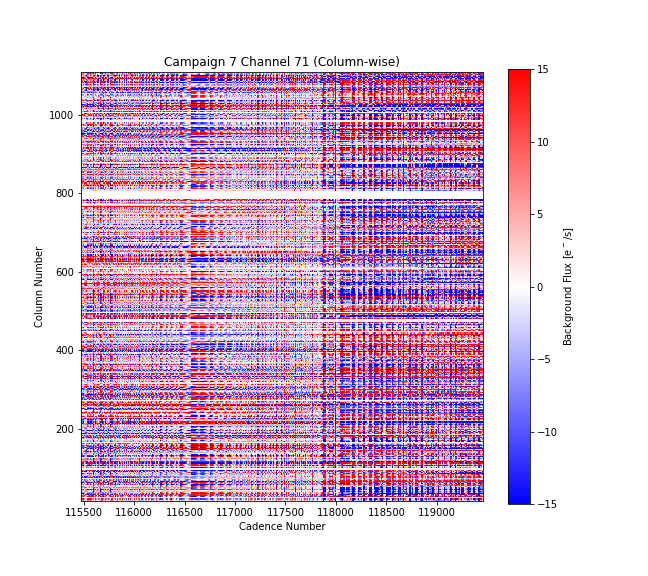 Campaign 7 Channel 71 (Column-wise)
1000
800
600
400
200
Column Number
115500 116000 116500 117000 117500 118000 118500 119000
Cadence Number
15
10
5
0
−5
−10
−15
Background Flux [e⁻/s]